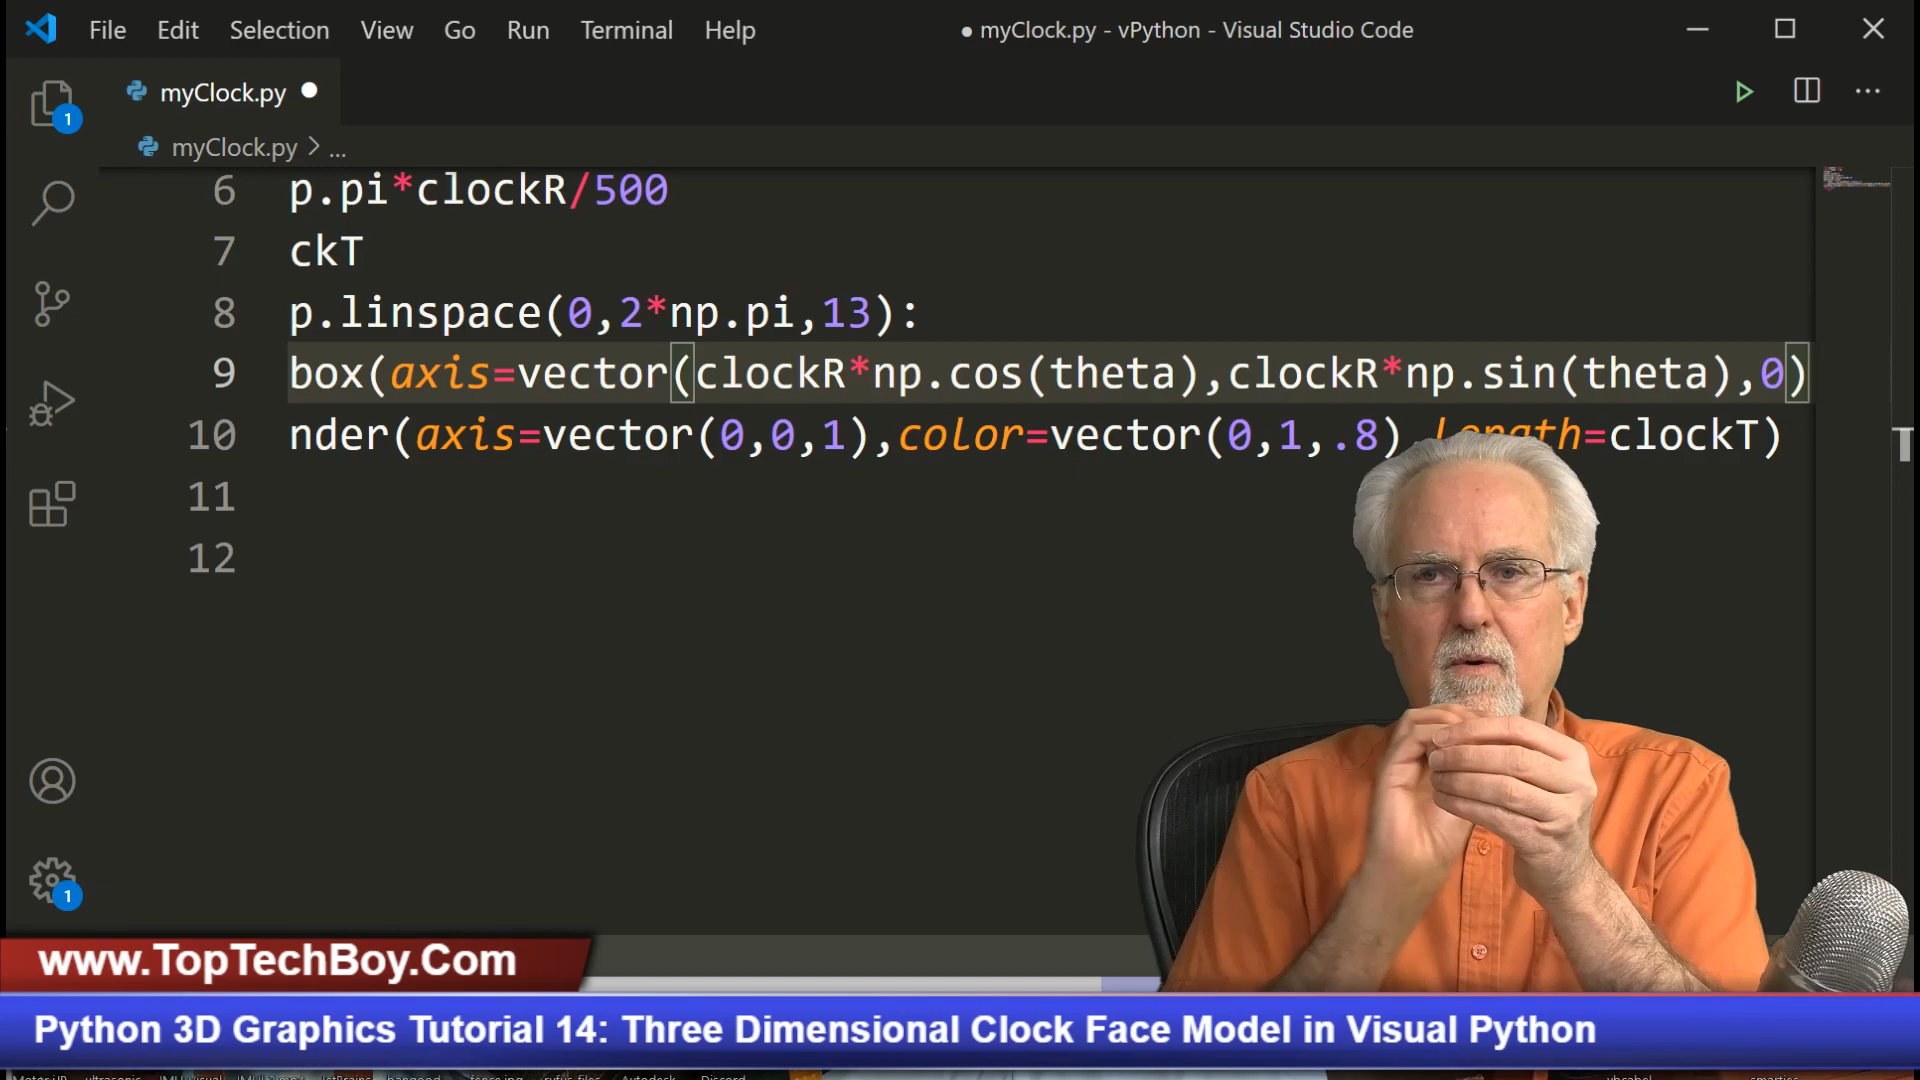 File Edit Selection View Go Run Terminal Help
● myClock.py - vPython - Visual Studio Code
myClock.py
1
myClock.py > ...
6 p.pi*clockR/500
7 ckT
8 p.linspace(0,2*np.pi,13):
9 box(axis=vector(clockR*np.cos(theta),clockR*np.sin(theta),0)
10 nder(axis=vector(0,0,1),color=vector(0,1,.8) length=clockT)
11
12
1
www.TopTechBoy.Com
Python 3D Graphics Tutorial 14: Three Dimensional Clock Face Model in Visual Python